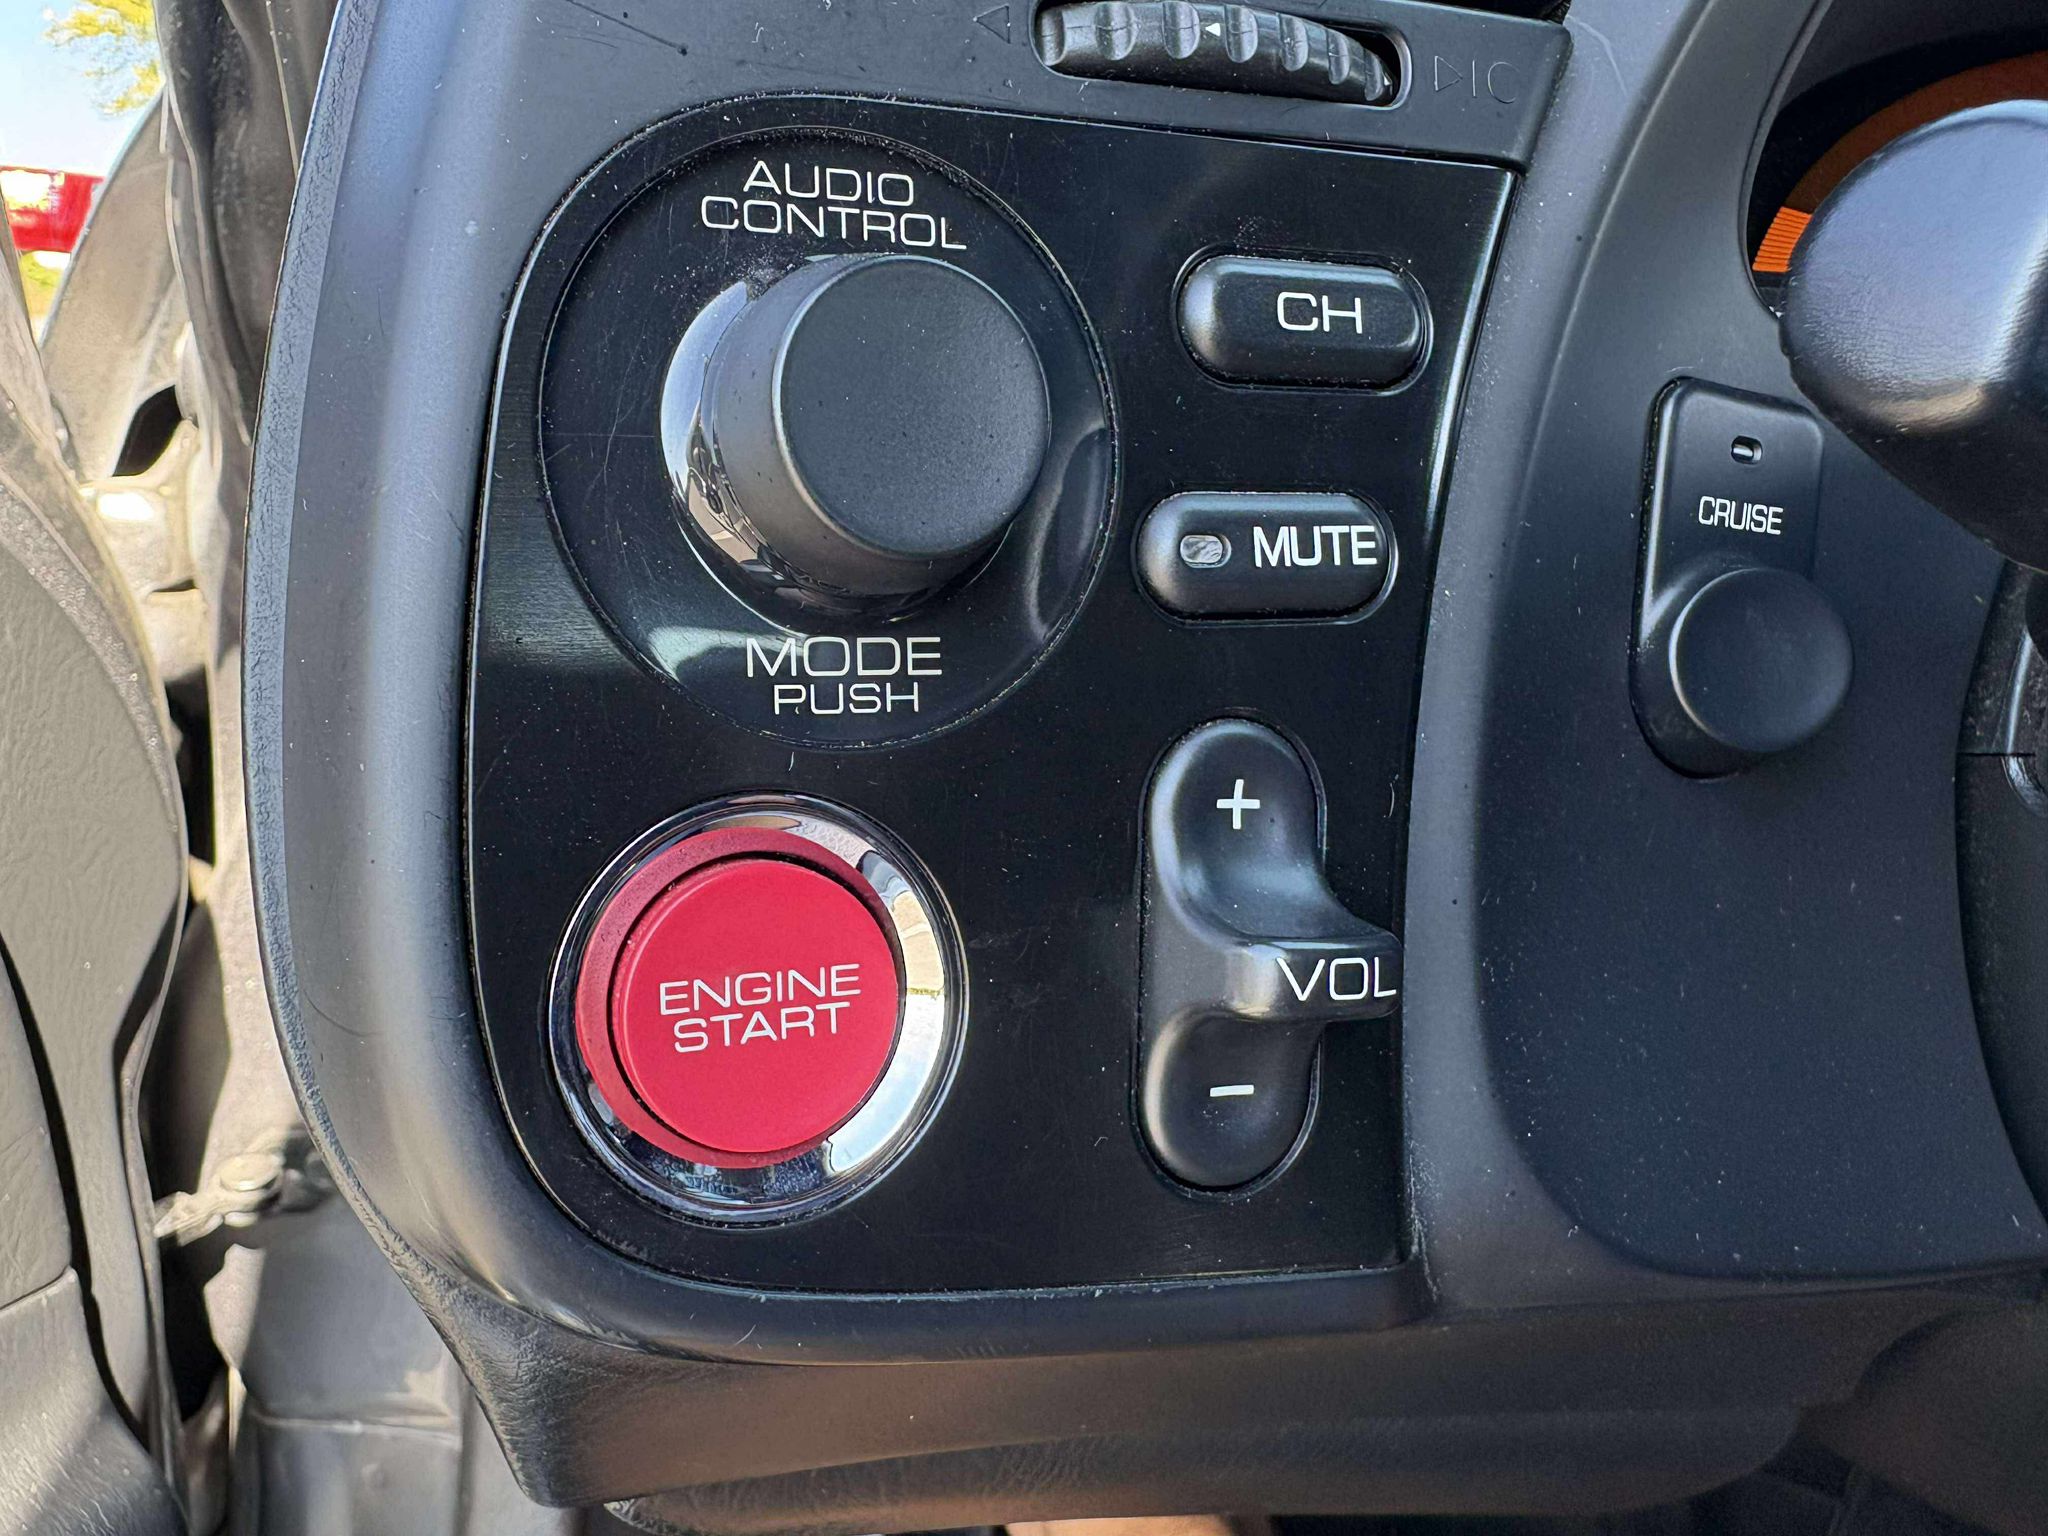 AUDIO
CONTROL
CH
CRUISE
MUTE
MODE
PUSH
+
VOL
ENGINE
START
−